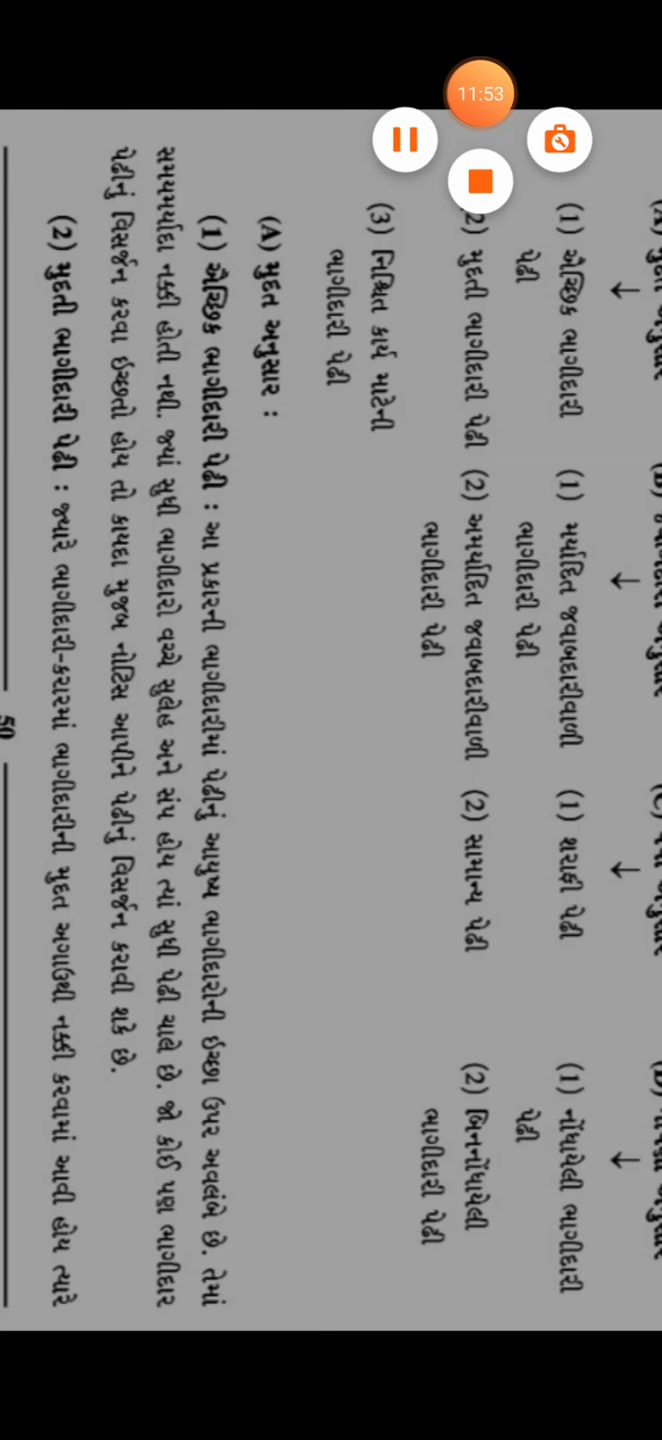 11:53
(1) ઐચ્છિક ભાગીદારી પેઢી
(1) મર્યાદિત જવાબદારીવાળી ભાગીદારી પેઢી
(1) શરાફી પેઢી
(1) નોંધાયેલી ભાગીદારી પેઢી
2) મુદતી ભાગીદારી પેઢી
(2) અમર્યાદિત જવાબદારીવાળી ભાગીદારી પેઢી
(2) સામાન્ય પેઢી
(2) બિનનોંધાયેલી ભાગીદારી પેઢી
(3) નિશ્ચિત કાર્ય માટેની
ભાગીદારી પેઢી
(A) મુદત અનુસાર :
(1) ઐચ્છિક ભાગીદારી પેઢી : આ પ્રકારની ભાગીદારીમાં પેઢીનું આયુષ્ય ભાગીદારોની ઈચ્છા ઉપર અવલંબે છે. તેમાં
સમયમર્યાદા નક્કી હોતી નથી. જ્યાં સુધી ભાગીદારો વચ્ચે સુલેહ અને સંપ હોય ત્યાં સુધી પેઢી ચાલે છે. જો કોઈ પણ ભાગીદાર
પેઢીનું વિસર્જન કરવા ઈચ્છતો હોય તો કાયદા મુજબ નોટિસ આપીને પેઢીનું વિસર્જન કરાવી શકે છે.
(2) મુદતી ભાગીદારી પેઢી : જ્યારે ભાગીદારી-કરારમાં ભાગીદારીની મુદત અગાઉથી નક્કી કરવામાં આવી હોય ત્યારે
50